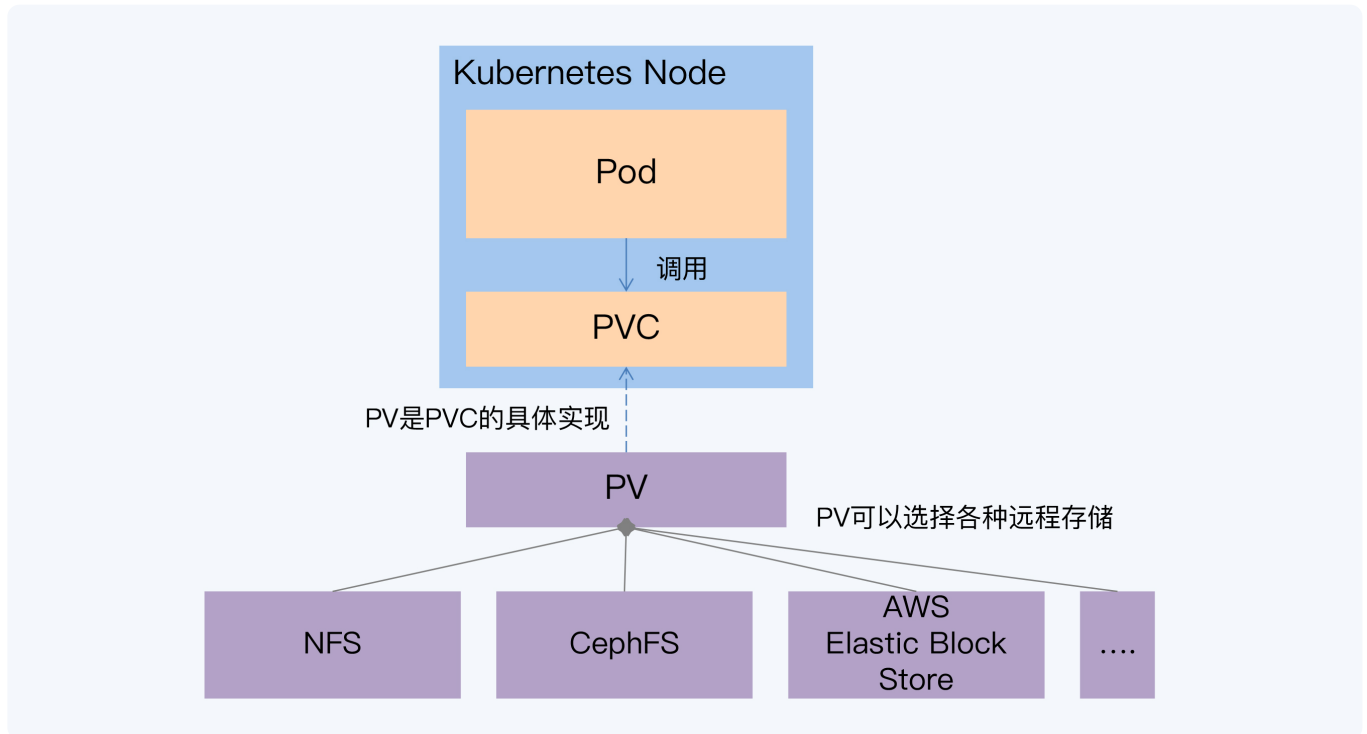 Kubernetes Node
Pod
调用
PVC
PV是PVC的具体实现
PV
PV可以选择各种远程存储
NFS
CephFS
AWS
Elastic Block
Store
....